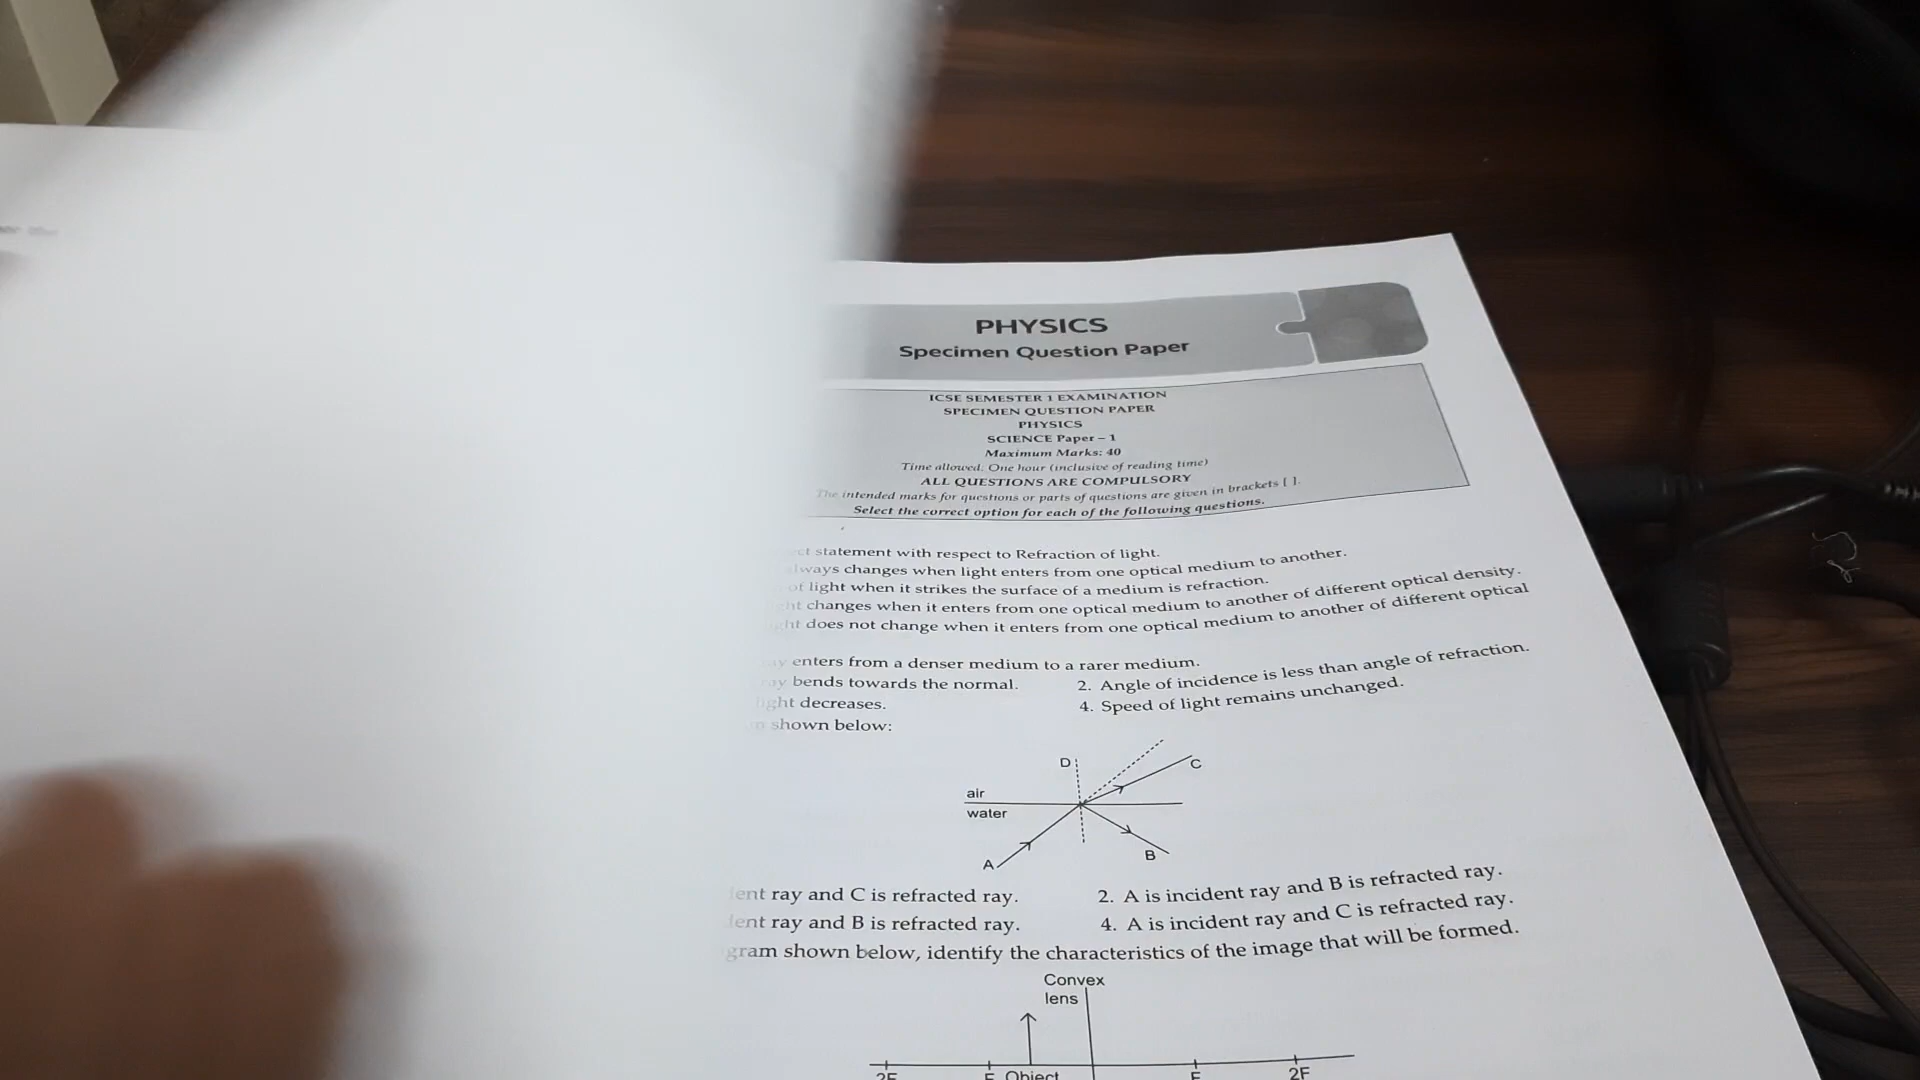 PHYSICS
Specimen Question Paper
ICSE SEMESTER 1 EXAMINATION
SPECIMEN QUESTION PAPER
PHYSICS
SCIENCE Paper – 1
Maximum Marks: 40
Time allowed: One hour (inclusive of reading time)
ALL QUESTIONS ARE COMPULSORY
The intended marks for questions or parts of questions are given in brackets [ ].
Select the correct option for each of the following questions.
statement with respect to Refraction of light.
changes when light enters from one optical medium to another.
of light when it strikes the surface of a medium is refraction.
changes when it enters from one optical medium to another of different optical density.
does not change when it enters from one optical medium to another of different optical
enters from a denser medium to a rarer medium.
bends towards the normal. 2. Angle of incidence is less than angle of refraction.
light decreases. 4. Speed of light remains unchanged.
shown below:
D
C
air
water
A
B
ray and C is refracted ray. 2. A is incident ray and B is refracted ray.
ray and B is refracted ray. 4. A is incident ray and C is refracted ray.
shown below, identify the characteristics of the image that will be formed.
Convex
lens
2F F Object F 2F